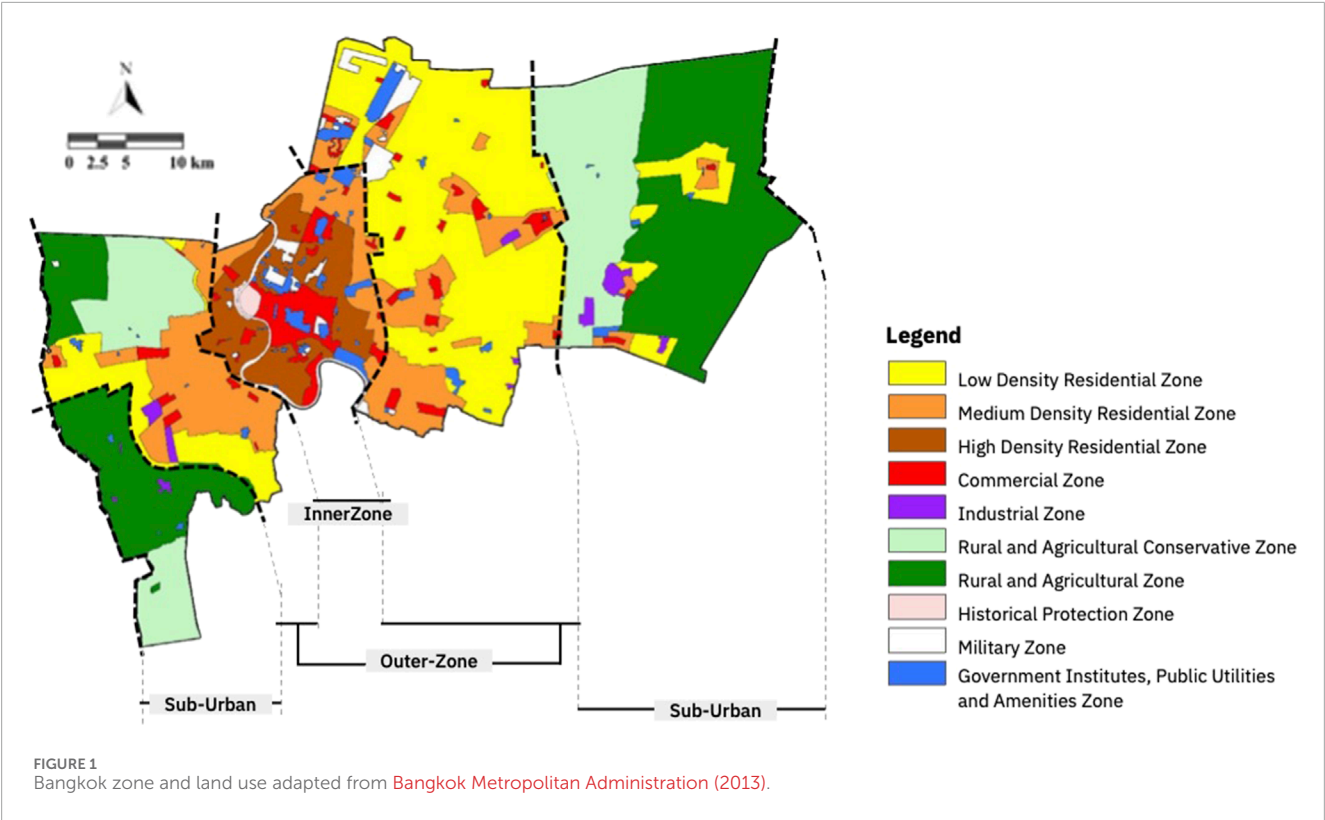 N
0 2.5 5 10 km
InnerZone
Outer-Zone
Sub-Urban
Sub-Urban
Legend
Low Density Residential Zone
Medium Density Residential Zone
High Density Residential Zone
Commercial Zone
Industrial Zone
Rural and Agricultural Conservative Zone
Rural and Agricultural Zone
Historical Protection Zone
Military Zone
Government Institutes, Public Utilities
and Amenities Zone
FIGURE 1
Bangkok zone and land use adapted from Bangkok Metropolitan Administration (2013).